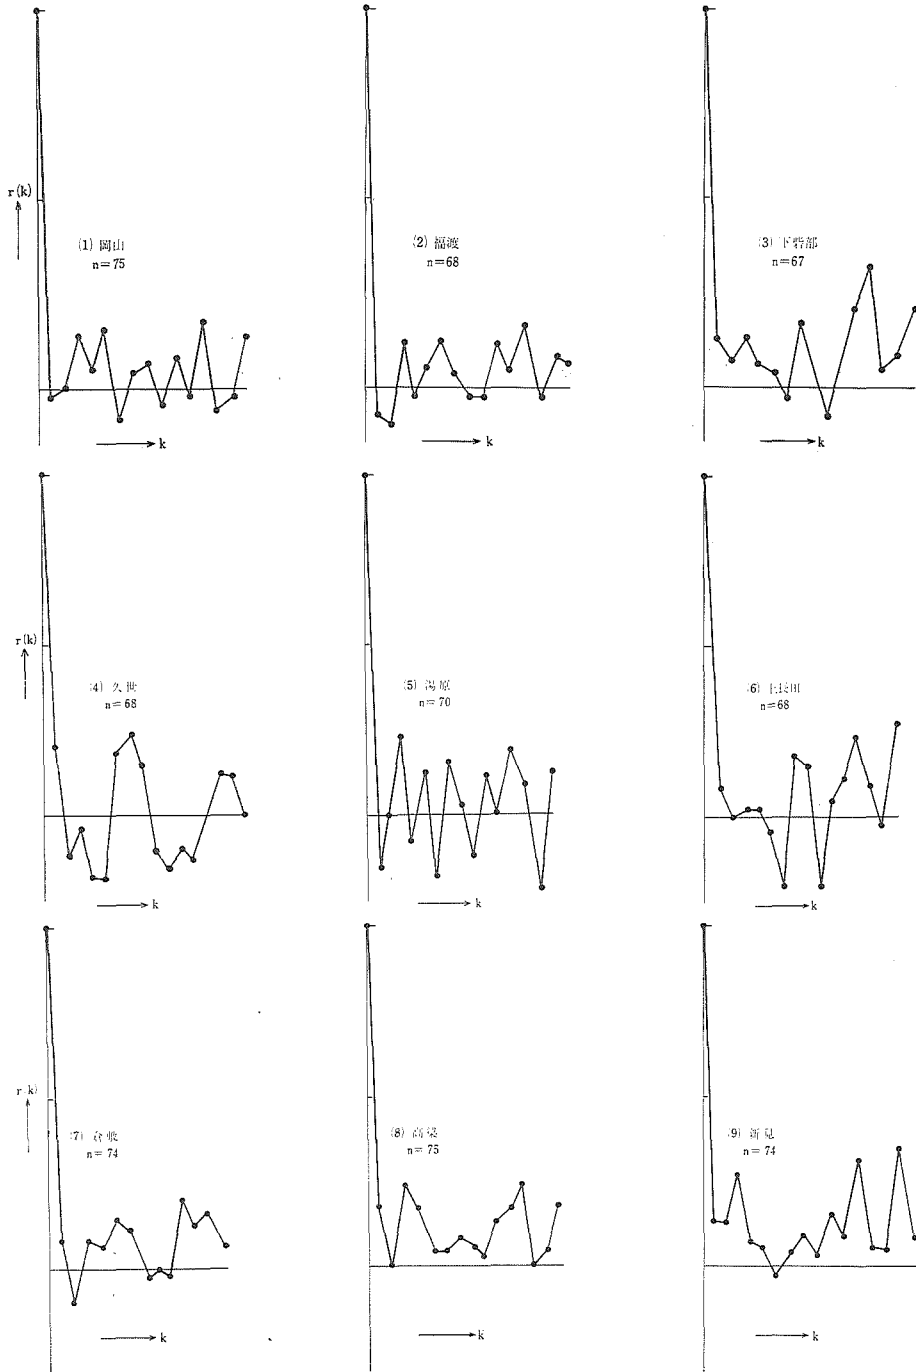 r(k)
(1) 岡山
n=75
k
(2) 福渡
n=68
k
(3) 下砦部
n=67
k
r(k)
(4) 久世
n=68
k
(5) 湯原
n=70
k
(6) 上長田
n=68
k
r(k)
(7) 倉敷
n=74
k
(8) 高梁
n=75
k
(9) 新見
n=74
k